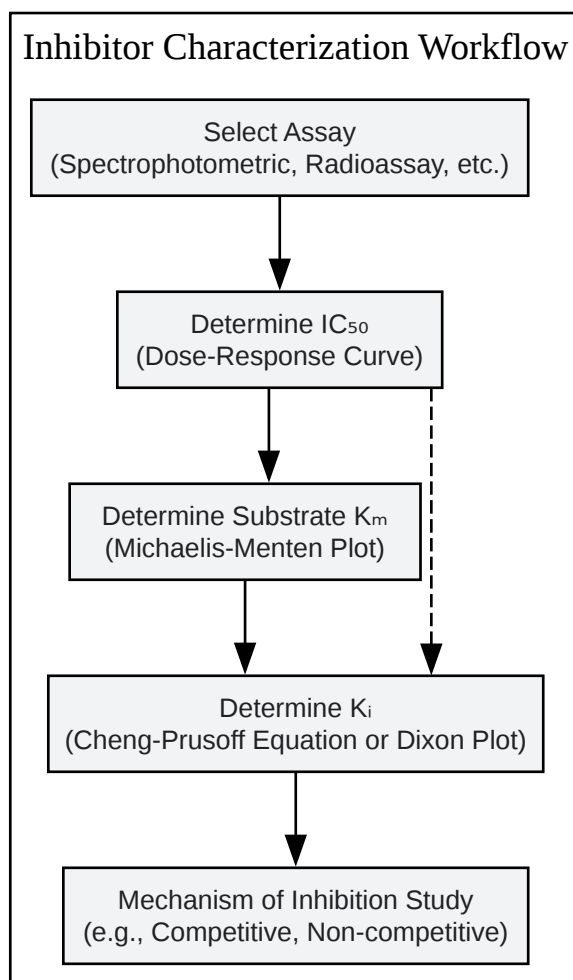 Inhibitor Characterization Workflow
Select Assay
(Spectrophotometric, Radioassay, etc.)
Determine IC₅₀
(Dose-Response Curve)
Determine Substrate Kₘ
(Michaelis-Menten Plot)
Determine Kᵢ
(Cheng-Prusoff Equation or Dixon Plot)
Mechanism of Inhibition Study
(e.g., Competitive, Non-competitive)